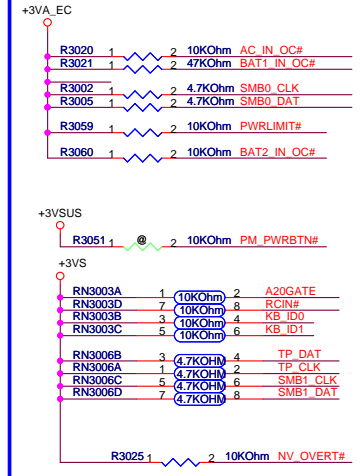 +3VA_EC
R3020 1 2 10KOhm AC_IN_OC#
R3021 1 2 47KOhm BAT1_IN_OC#
R3002 1 2 4.7KOhm SMB0_CLK
R3005 1 2 4.7KOhm SMB0_DAT
R3059 1 2 10KOhm PWRLIMIT#
R3060 1 2 10KOhm BAT2_IN_OC#
+3VSUS
R3051 1 @ 2 10KOhm PM_PWRBTN#
+3VS
RN3003A 1 10KOhm 2 A20GATE
RN3003D 7 10KOhm 8 RCIN#
RN3003B 3 10KOhm 4 KB_ID0
RN3003C 5 10KOhm 6 KB_ID1
RN3006B 3 4.7KOHM 4 TP_DAT
RN3006A 1 4.7KOHM 2 TP_CLK
RN3006C 5 4.7KOHM 6 SMB1_CLK
RN3006D 7 4.7KOHM 8 SMB1_DAT
R3025 1 2 10KOhm NV_OVERT#